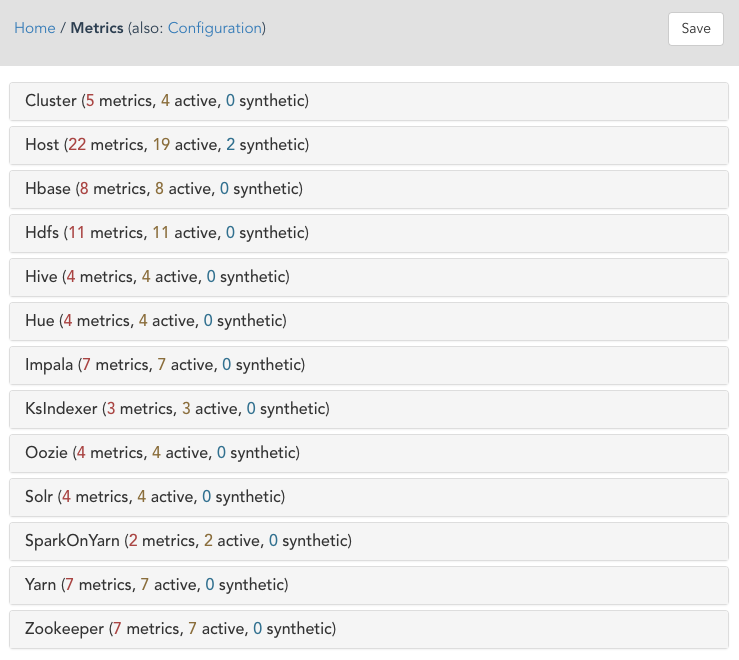 Home / Metrics (also: Configuration)
Save
Cluster (5 metrics, 4 active, 0 synthetic)
Host (22 metrics, 19 active, 2 synthetic)
Hbase (8 metrics, 8 active, 0 synthetic)
Hdfs (11 metrics, 11 active, 0 synthetic)
Hive (4 metrics, 4 active, 0 synthetic)
Hue (4 metrics, 4 active, 0 synthetic)
Impala (7 metrics, 7 active, 0 synthetic)
KsIndexer (3 metrics, 3 active, 0 synthetic)
Oozie (4 metrics, 4 active, 0 synthetic)
Solr (4 metrics, 4 active, 0 synthetic)
SparkOnYarn (2 metrics, 2 active, 0 synthetic)
Yarn (7 metrics, 7 active, 0 synthetic)
Zookeeper (7 metrics, 7 active, 0 synthetic)